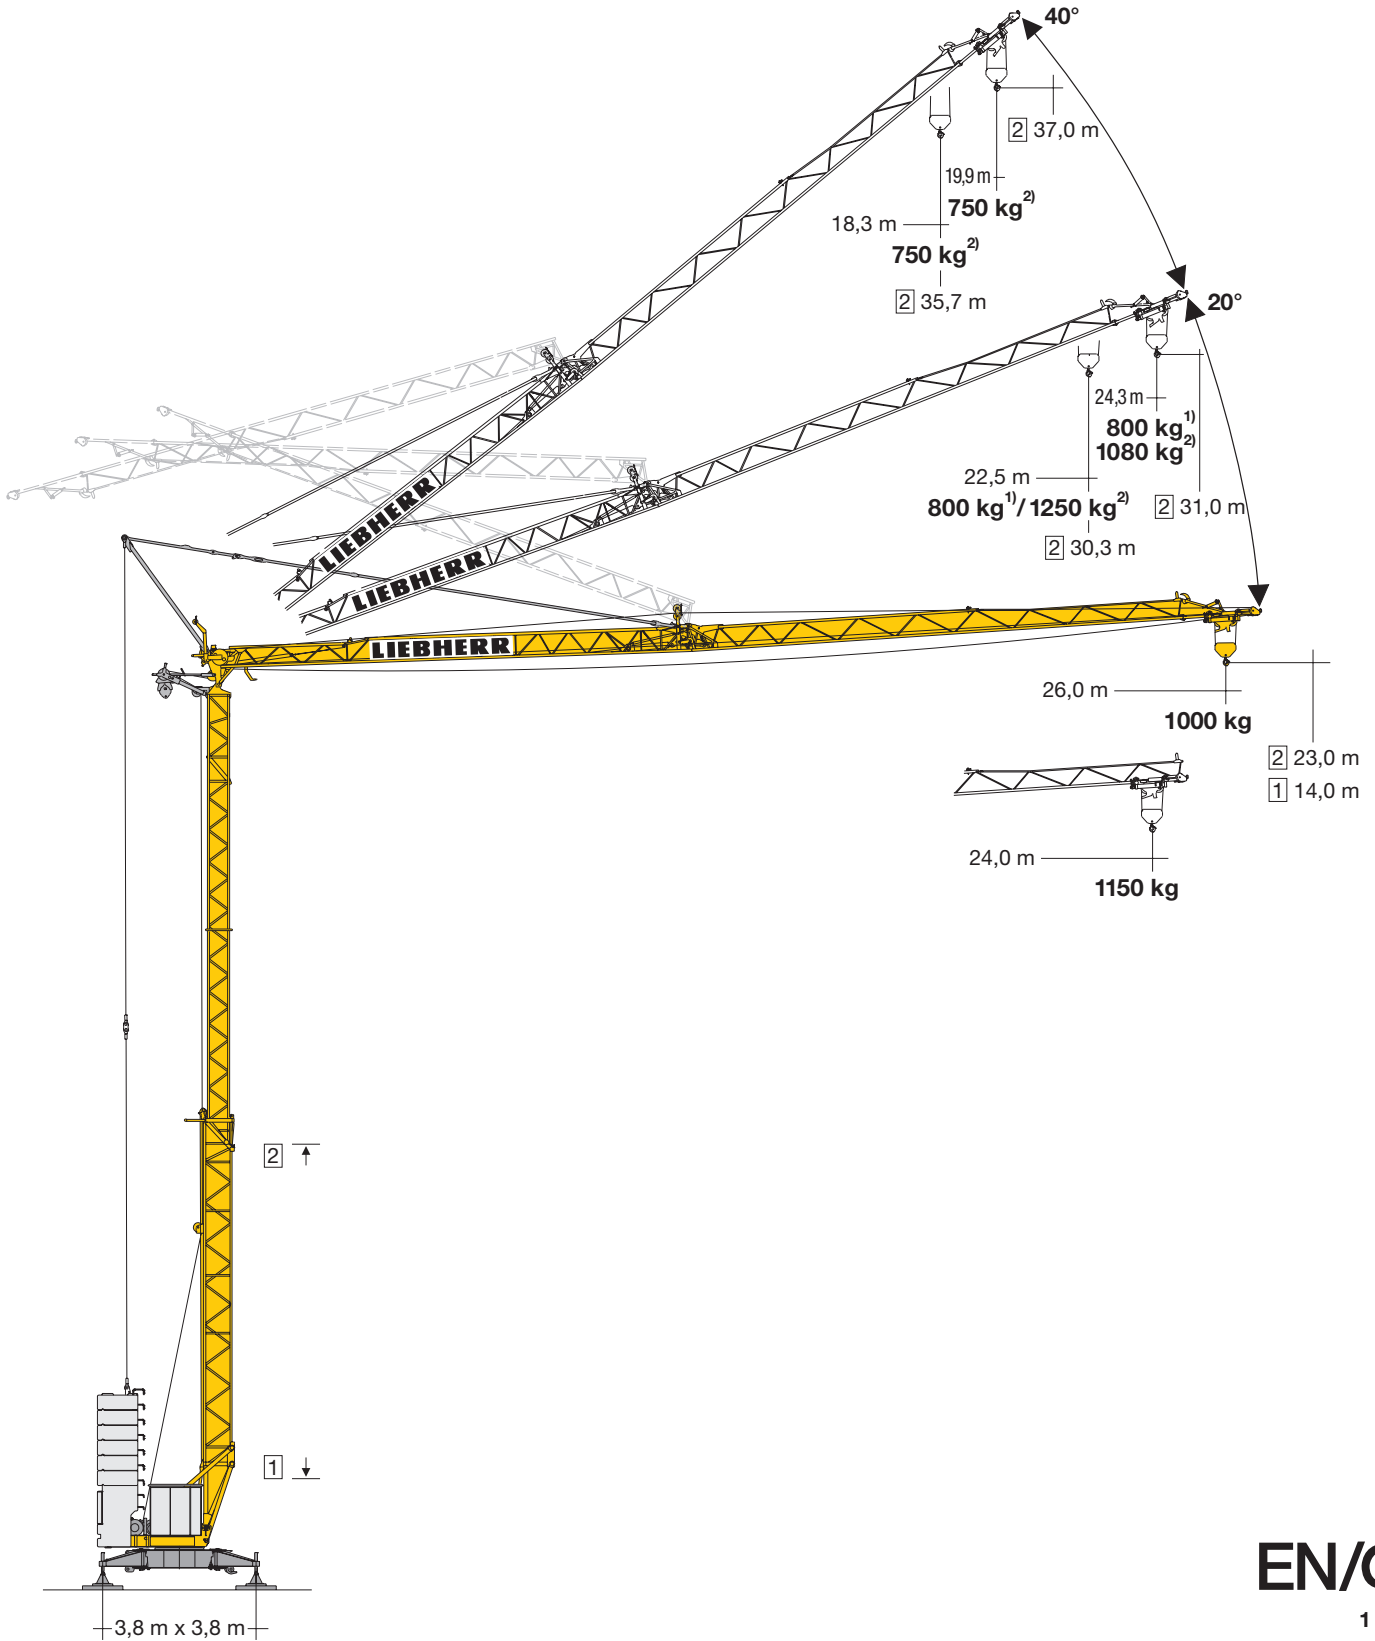 40°
2 37,0 m
19,9 m
750 kg2)
18,3 m
750 kg2)
2 35,7 m
20°
24,3 m
800 kg1)
1080 kg2)
22,5 m
800 kg1)/1250 kg2)
2 31,0 m
2 30,3 m
LIEBHERR
LIEBHERR
LIEBHERR
26,0 m
1000 kg
2 23,0 m
1 14,0 m
24,0 m
1150 kg
2
1
3,8 m x 3,8 m
EN/
1